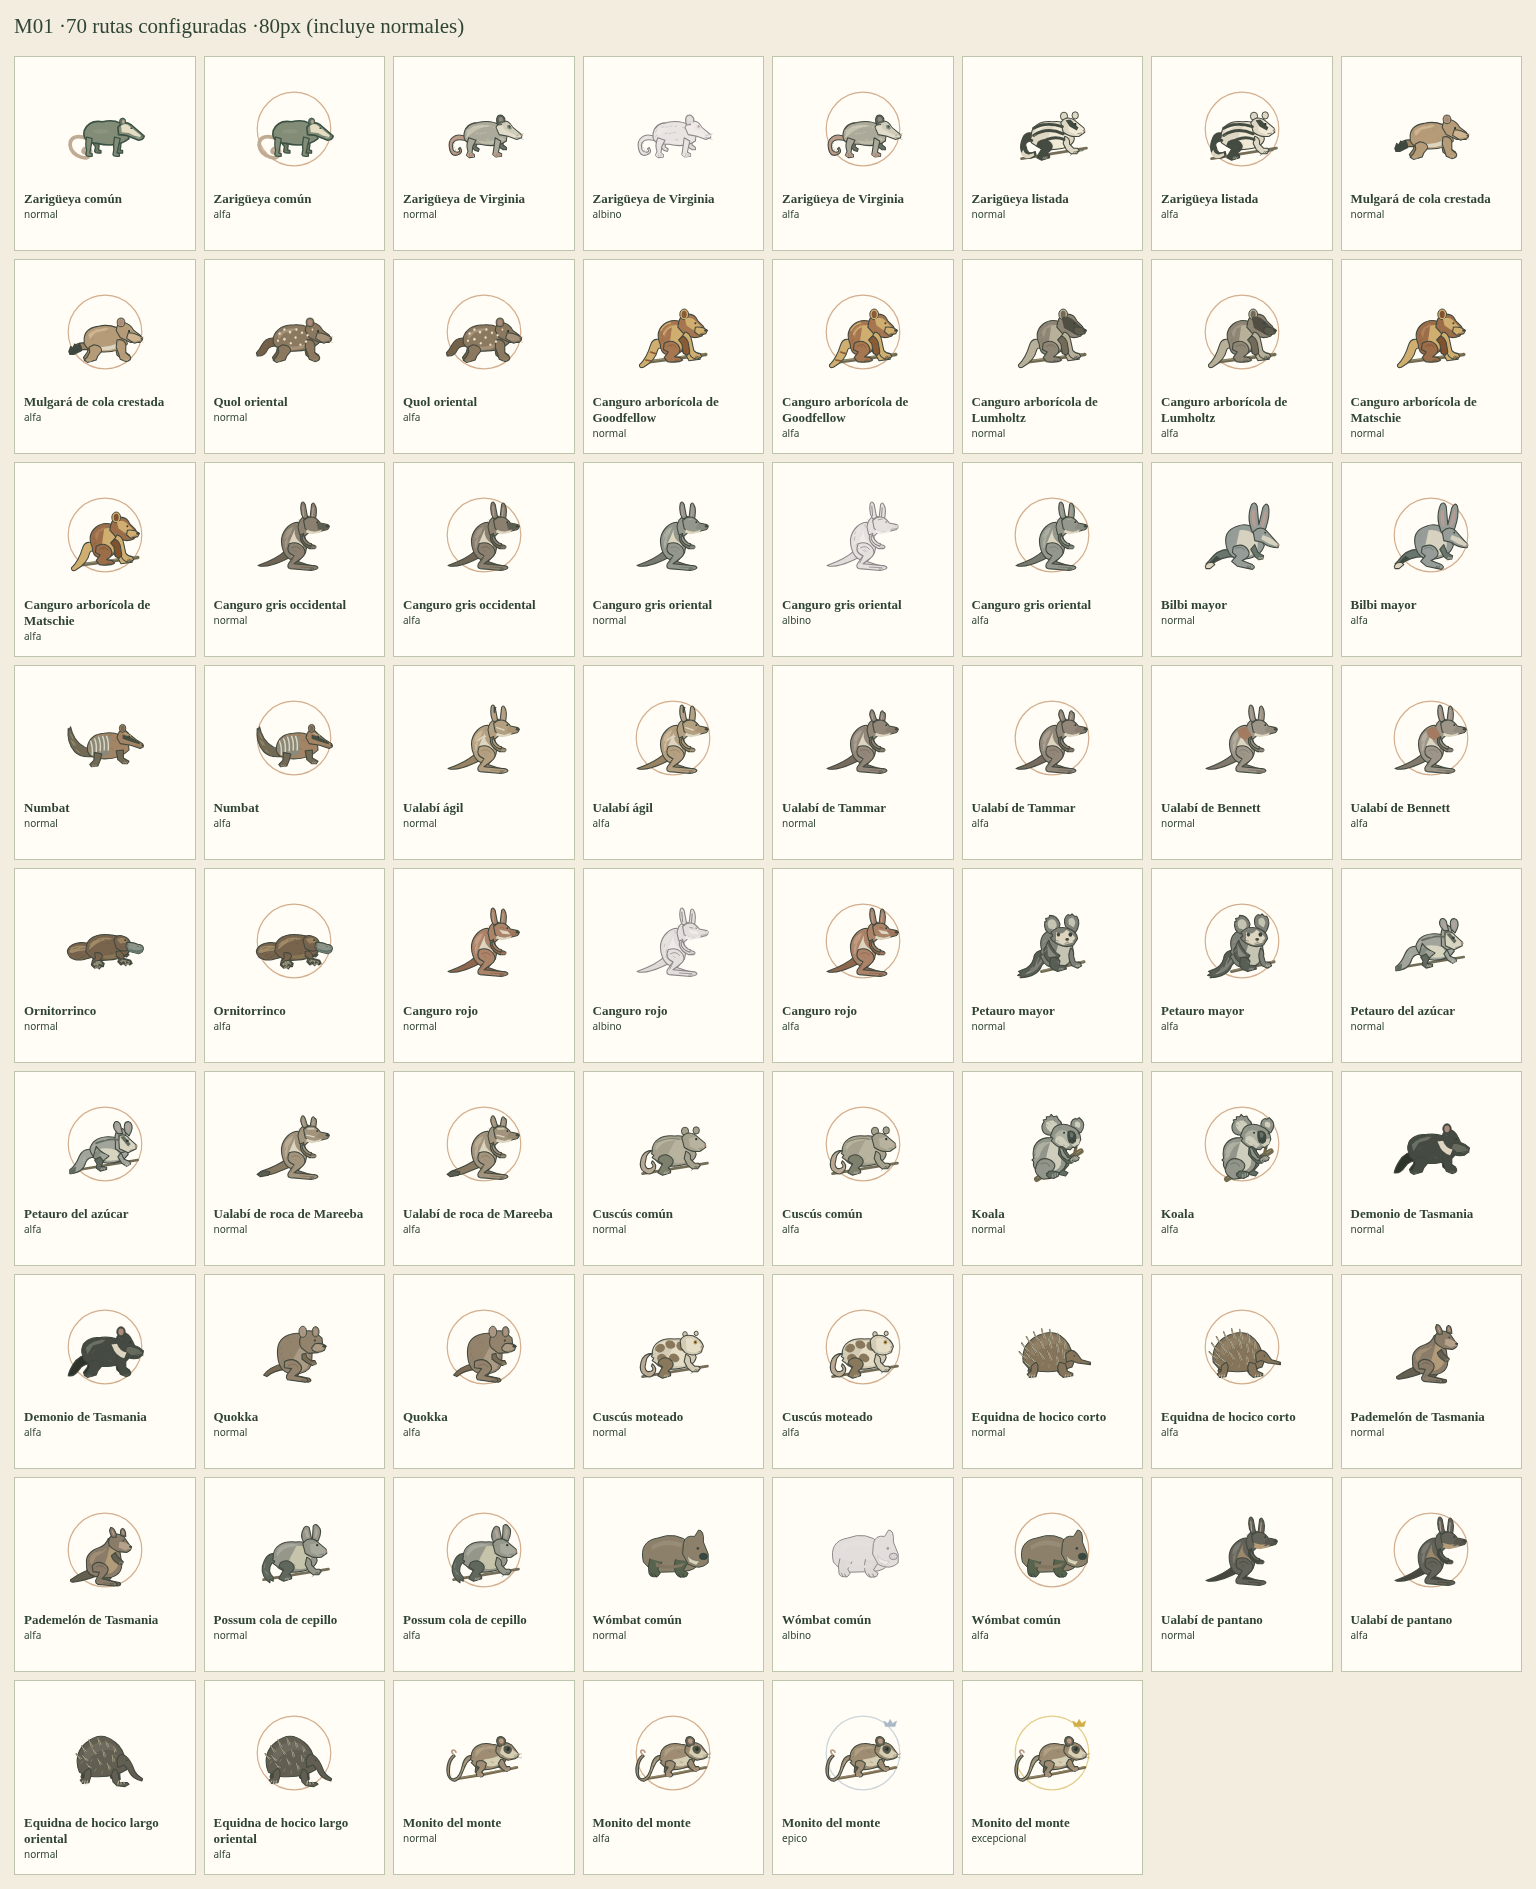 M01 ·70 rutas configuradas ·80px (incluye normales)
Zarigüeya común
normal
Zarigüeya común
alfa
Zarigüeya de Virginia
normal
Zarigüeya de Virginia
albino
Zarigüeya de Virginia
alfa
Zarigüeya listada
normal
Zarigüeya listada
alfa
Mulgará de cola crestada
normal
Mulgará de cola crestada
alfa
Quol oriental
normal
Quol oriental
alfa
Canguro arborícola de
Goodfellow
normal
Canguro arborícola de
Goodfellow
alfa
Canguro arborícola de
Lumholtz
normal
Canguro arborícola de
Lumholtz
alfa
Canguro arborícola de
Matschie
normal
Canguro arborícola de
Matschie
alfa
Canguro gris occidental
normal
Canguro gris occidental
alfa
Canguro gris oriental
normal
Canguro gris oriental
albino
Canguro gris oriental
alfa
Bilbi mayor
normal
Bilbi mayor
alfa
Numbat
normal
Numbat
alfa
Ualabí ágil
normal
Ualabí ágil
alfa
Ualabí de Tammar
normal
Ualabí de Tammar
alfa
Ualabí de Bennett
normal
Ualabí de Bennett
alfa
Ornitorrinco
normal
Ornitorrinco
alfa
Canguro rojo
normal
Canguro rojo
albino
Canguro rojo
alfa
Petauro mayor
normal
Petauro mayor
alfa
Petauro del azúcar
normal
Petauro del azúcar
alfa
Ualabí de roca de Mareeba
normal
Ualabí de roca de Mareeba
alfa
Cuscús común
normal
Cuscús común
alfa
Koala
normal
Koala
alfa
Demonio de Tasmania
normal
Demonio de Tasmania
alfa
Quokka
normal
Quokka
alfa
Cuscús moteado
normal
Cuscús moteado
alfa
Equidna de hocico corto
normal
Equidna de hocico corto
alfa
Pademelón de Tasmania
normal
Pademelón de Tasmania
alfa
Possum cola de cepillo
normal
Possum cola de cepillo
alfa
Wómbat común
normal
Wómbat común
albino
Wómbat común
alfa
Ualabí de pantano
normal
Ualabí de pantano
alfa
Equidna de hocico largo
oriental
normal
Equidna de hocico largo
oriental
alfa
Monito del monte
normal
Monito del monte
alfa
Monito del monte
epico
Monito del monte
excepcional